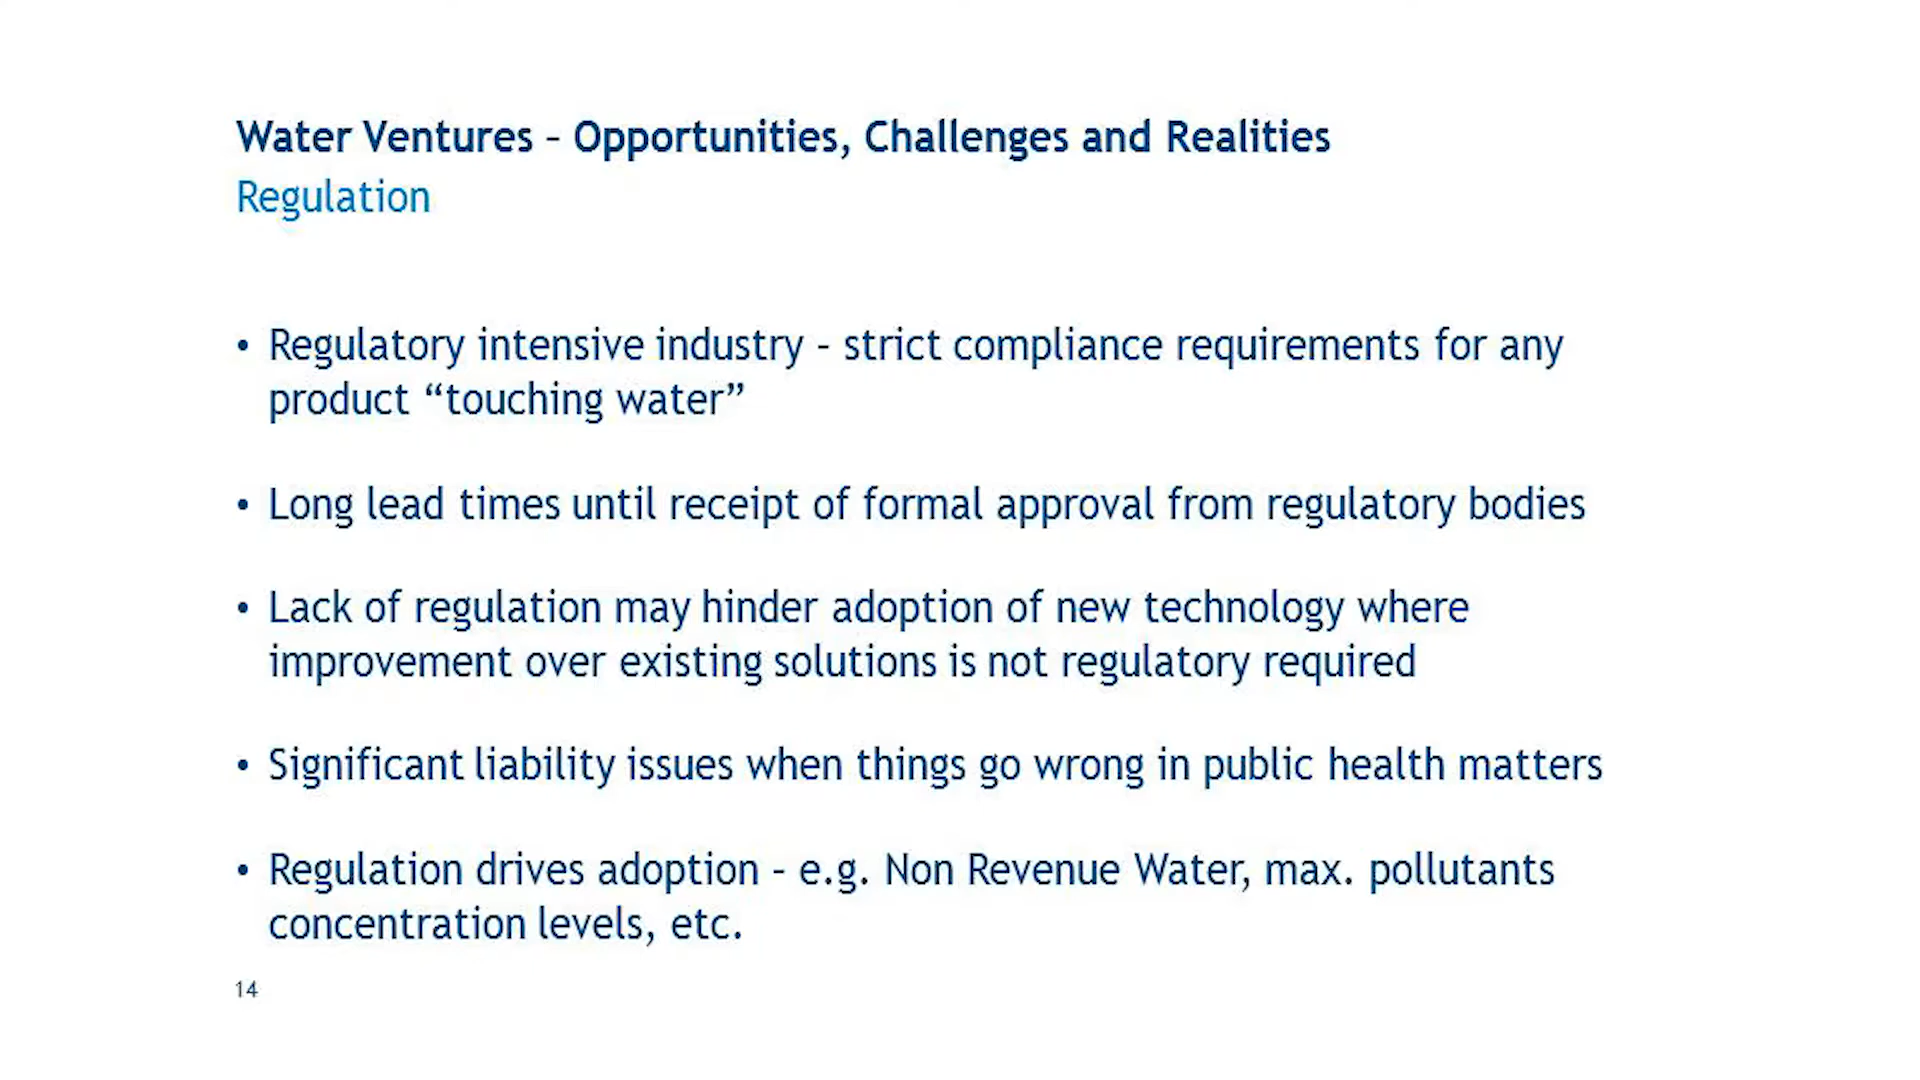 Water Ventures – Opportunities, Challenges and Realities
Regulation
• Regulatory intensive industry – strict compliance requirements for any
product “touching water”
• Long lead times until receipt of formal approval from regulatory bodies
• Lack of regulation may hinder adoption of new technology where
improvement over existing solutions is not regulatory required
• Significant liability issues when things go wrong in public health matters
• Regulation drives adoption – e.g. Non Revenue Water, max. pollutants
concentration levels, etc.
14